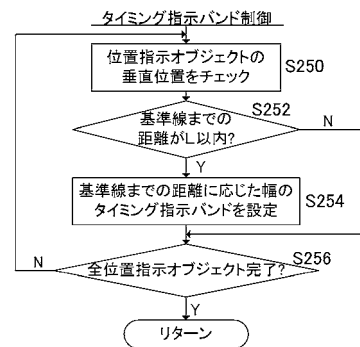 タイミング指示バンド制御
位置指示オブジェクトの
垂直位置をチェック
S250
S252
基準線までの
距離がL以内?
N
Y
基準線までの距離に応じた幅の
タイミング指示バンドを設定
S254
S256
N
全位置指示オブジェクト完了?
Y
リターン